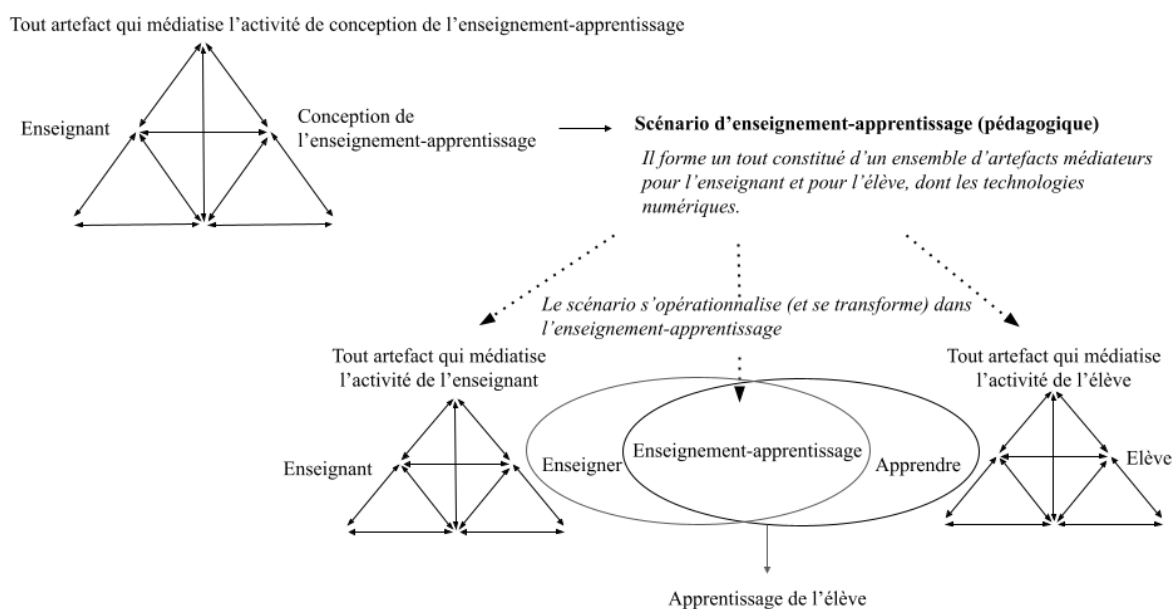 Tout artefact qui médiatise l’activité de conception de l’enseignement-apprentissage
Enseignant
Conception de
l’enseignement-apprentissage
Scénario d’enseignement-apprentissage (pédagogique)
Il forme un tout constitué d’un ensemble d’artefacts médiateurs
pour l’enseignant et pour l’élève, dont les technologies
numériques.
Le scénario s’opérationnalise (et se transforme) dans
l’enseignement-apprentissage
Tout artefact qui médiatise
l’activité de l’enseignant
Tout artefact qui médiatise
l’activité de l’élève
Enseignant
Enseigner
Enseignement-apprentissage
Apprendre
Elève
Apprentissage de l’élève